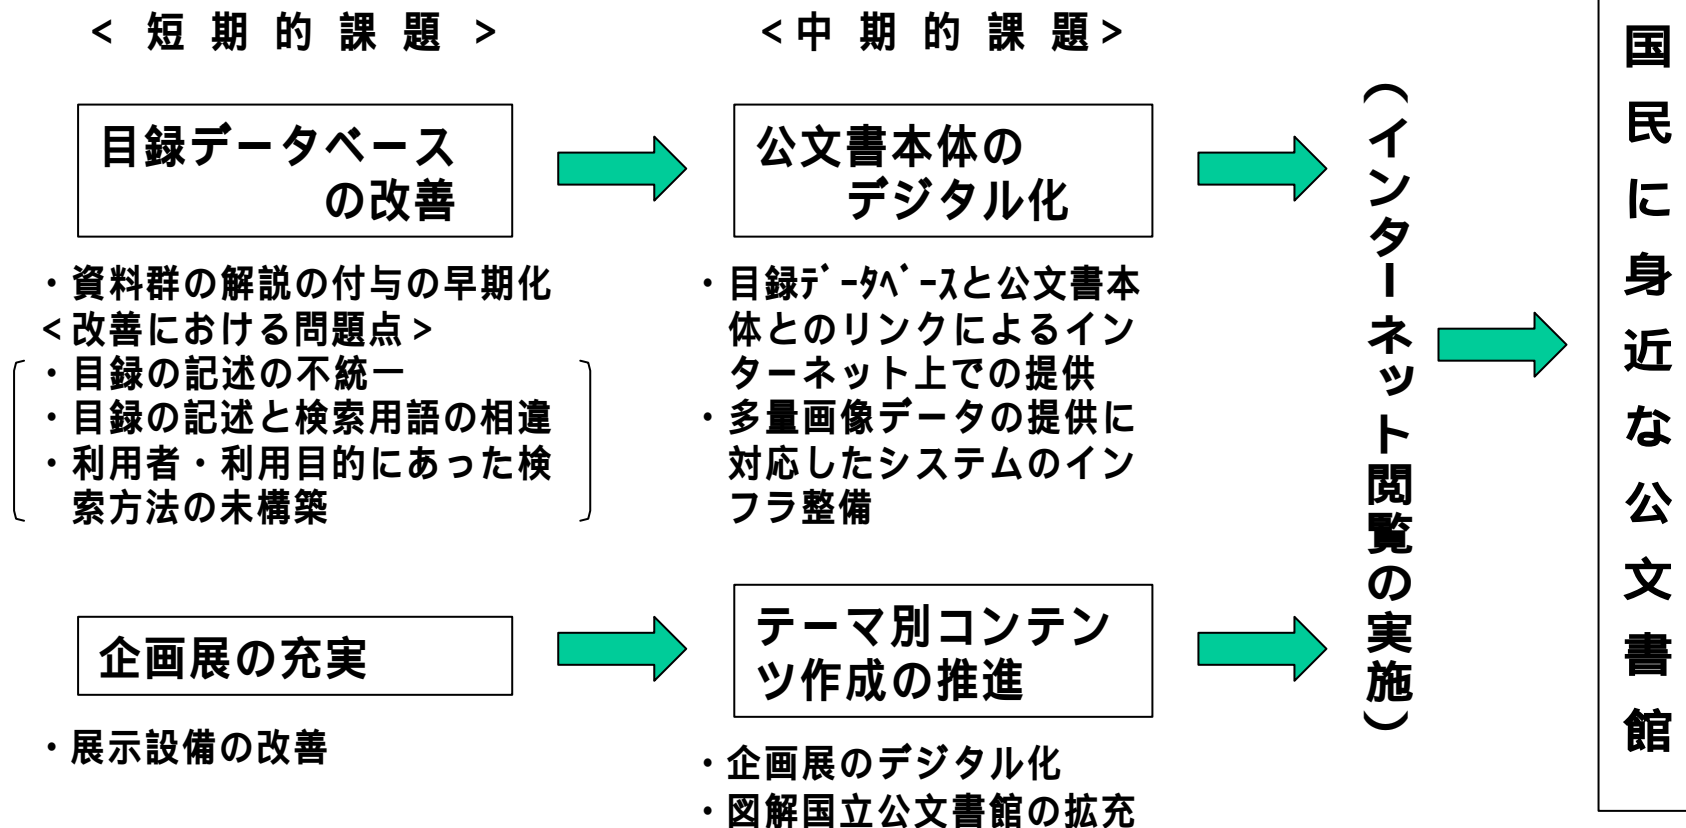 ＜短期的課題＞
目録データベース
の改善
・資料群の解説の付与の早期化
＜改善における問題点＞
・目録の記述の不統一
・目録の記述と検索用語の相違
・利用者・利用目的にあった検
索方法の未構築
企画展の充実
・展示設備の改善
＜中期的課題＞
公文書本体の
デジタル化
・目録ﾃﾞｰﾀﾍﾞｰｽと公文書本
体とのリンクによるイン
ターネット上での提供
・多量画像データの提供に
対応したシステムのイン
フラ整備
テーマ別コンテン
ツ作成の推進
・企画展のデジタル化
・図解国立公文書館の拡充
（インターネット閲覧の実施）
国民に身近な公文書館